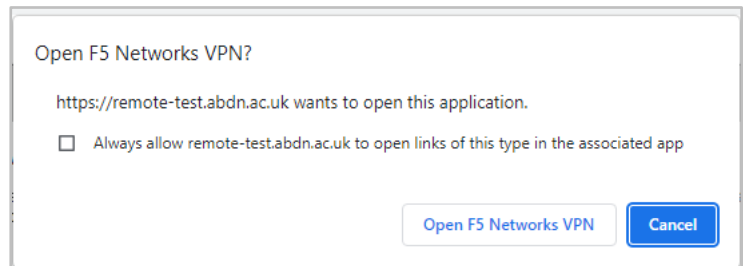 Open F5 Networks VPN?
https://remote-test.abdn.ac.uk wants to open this application.
Always allow remote-test.abdn.ac.uk to open links of this type in the associated app
Open F5 Networks VPN Cancel